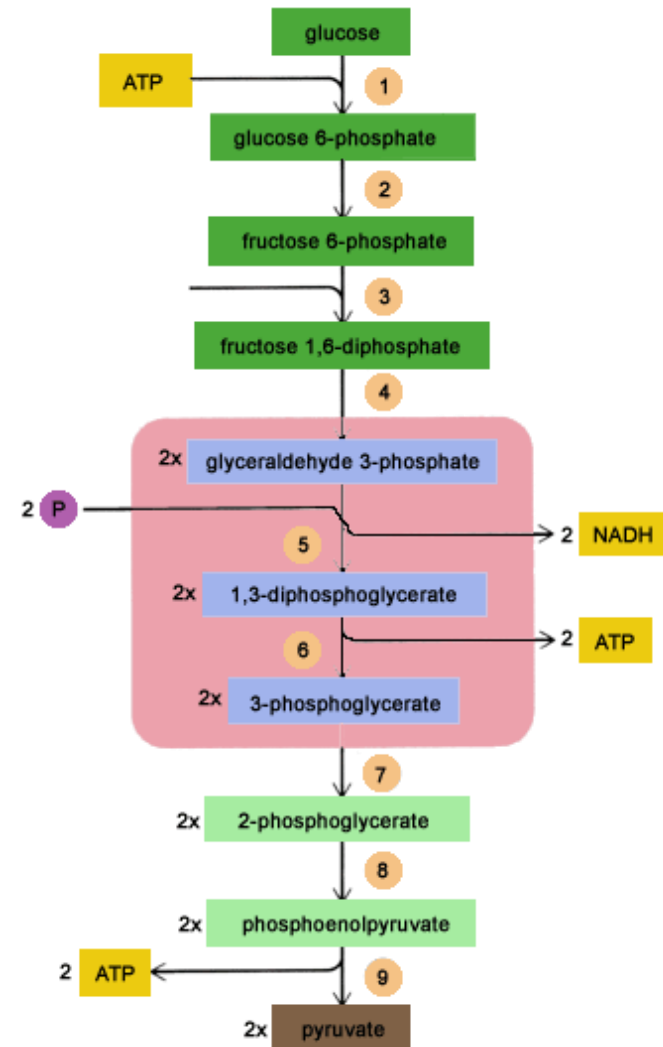 glucose
ATP
1
glucose 6-phosphate
2
fructose 6-phosphate
3
fructose 1,6-diphosphate
4
2x glyceraldehyde 3-phosphate
2 P
2 NADH
5
2x 1,3-diphosphoglycerate
2 ATP
6
2x 3-phosphoglycerate
7
2x 2-phosphoglycerate
8
2x phosphoenolpyruvate
2 ATP
9
2x pyruvate